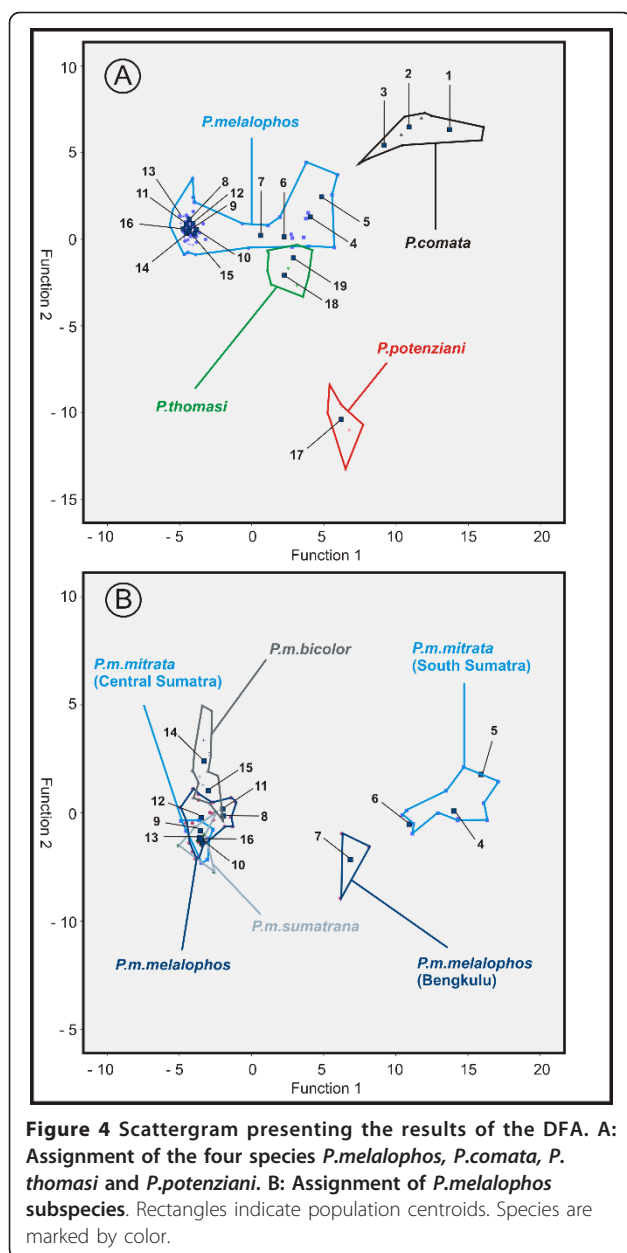 A
10
5
0
- 5
- 10
- 15
Function 2
- 10
- 5
0
5
10
15
20
Function 1
P.melalophos
3
2
1
P.comata
13
11
16
14
8
12
9
10
15
7
6
5
4
19
18
P.thomasi
P.potenziani
17
B
10
5
0
- 10
- 5
Function 2
- 10
- 5
0
5
10
15
20
Function 1
P.m.bicolor
P.m.mitrata
(Central Sumatra)
P.m.mitrata
(South Sumatra)
14
15
11
12
8
9
13
16
10
5
6
4
7
P.m.sumatrana
P.m.melalophos
P.m.melalophos
(Bengkulu)
Figure 4 Scattergram presenting the results of the DFA. A:
Assignment of the four species P.melalophos, P.comata, P.
thomasi and P.potenziani. B: Assignment of P.melalophos
subspecies. Rectangles indicate population centroids. Species are
marked by color.